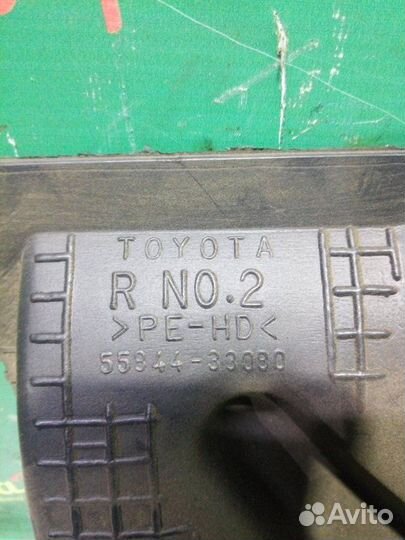 TOYOTA
R NO.2
>PE-HD<
55844-33080
Avito